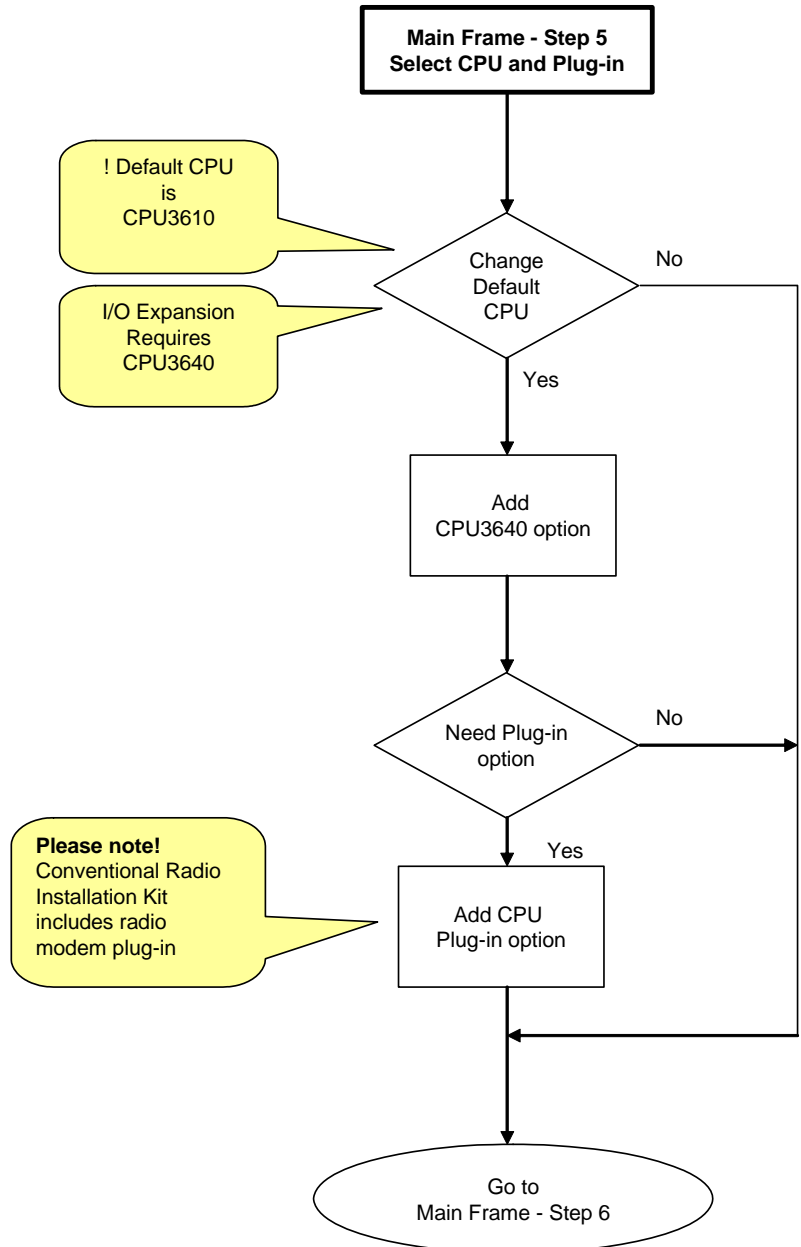 Main Frame - Step 5
Select CPU and Plug-in
! Default CPU
is
CPU3610
Change
Default
CPU
No
I/O Expansion
Requires
CPU3640
Yes
Add
CPU3640 option
Need Plug-in
option
No
Yes
Please note!
Conventional Radio
Installation Kit
includes radio
modem plug-in
Add CPU
Plug-in option
Go to
Main Frame - Step 6